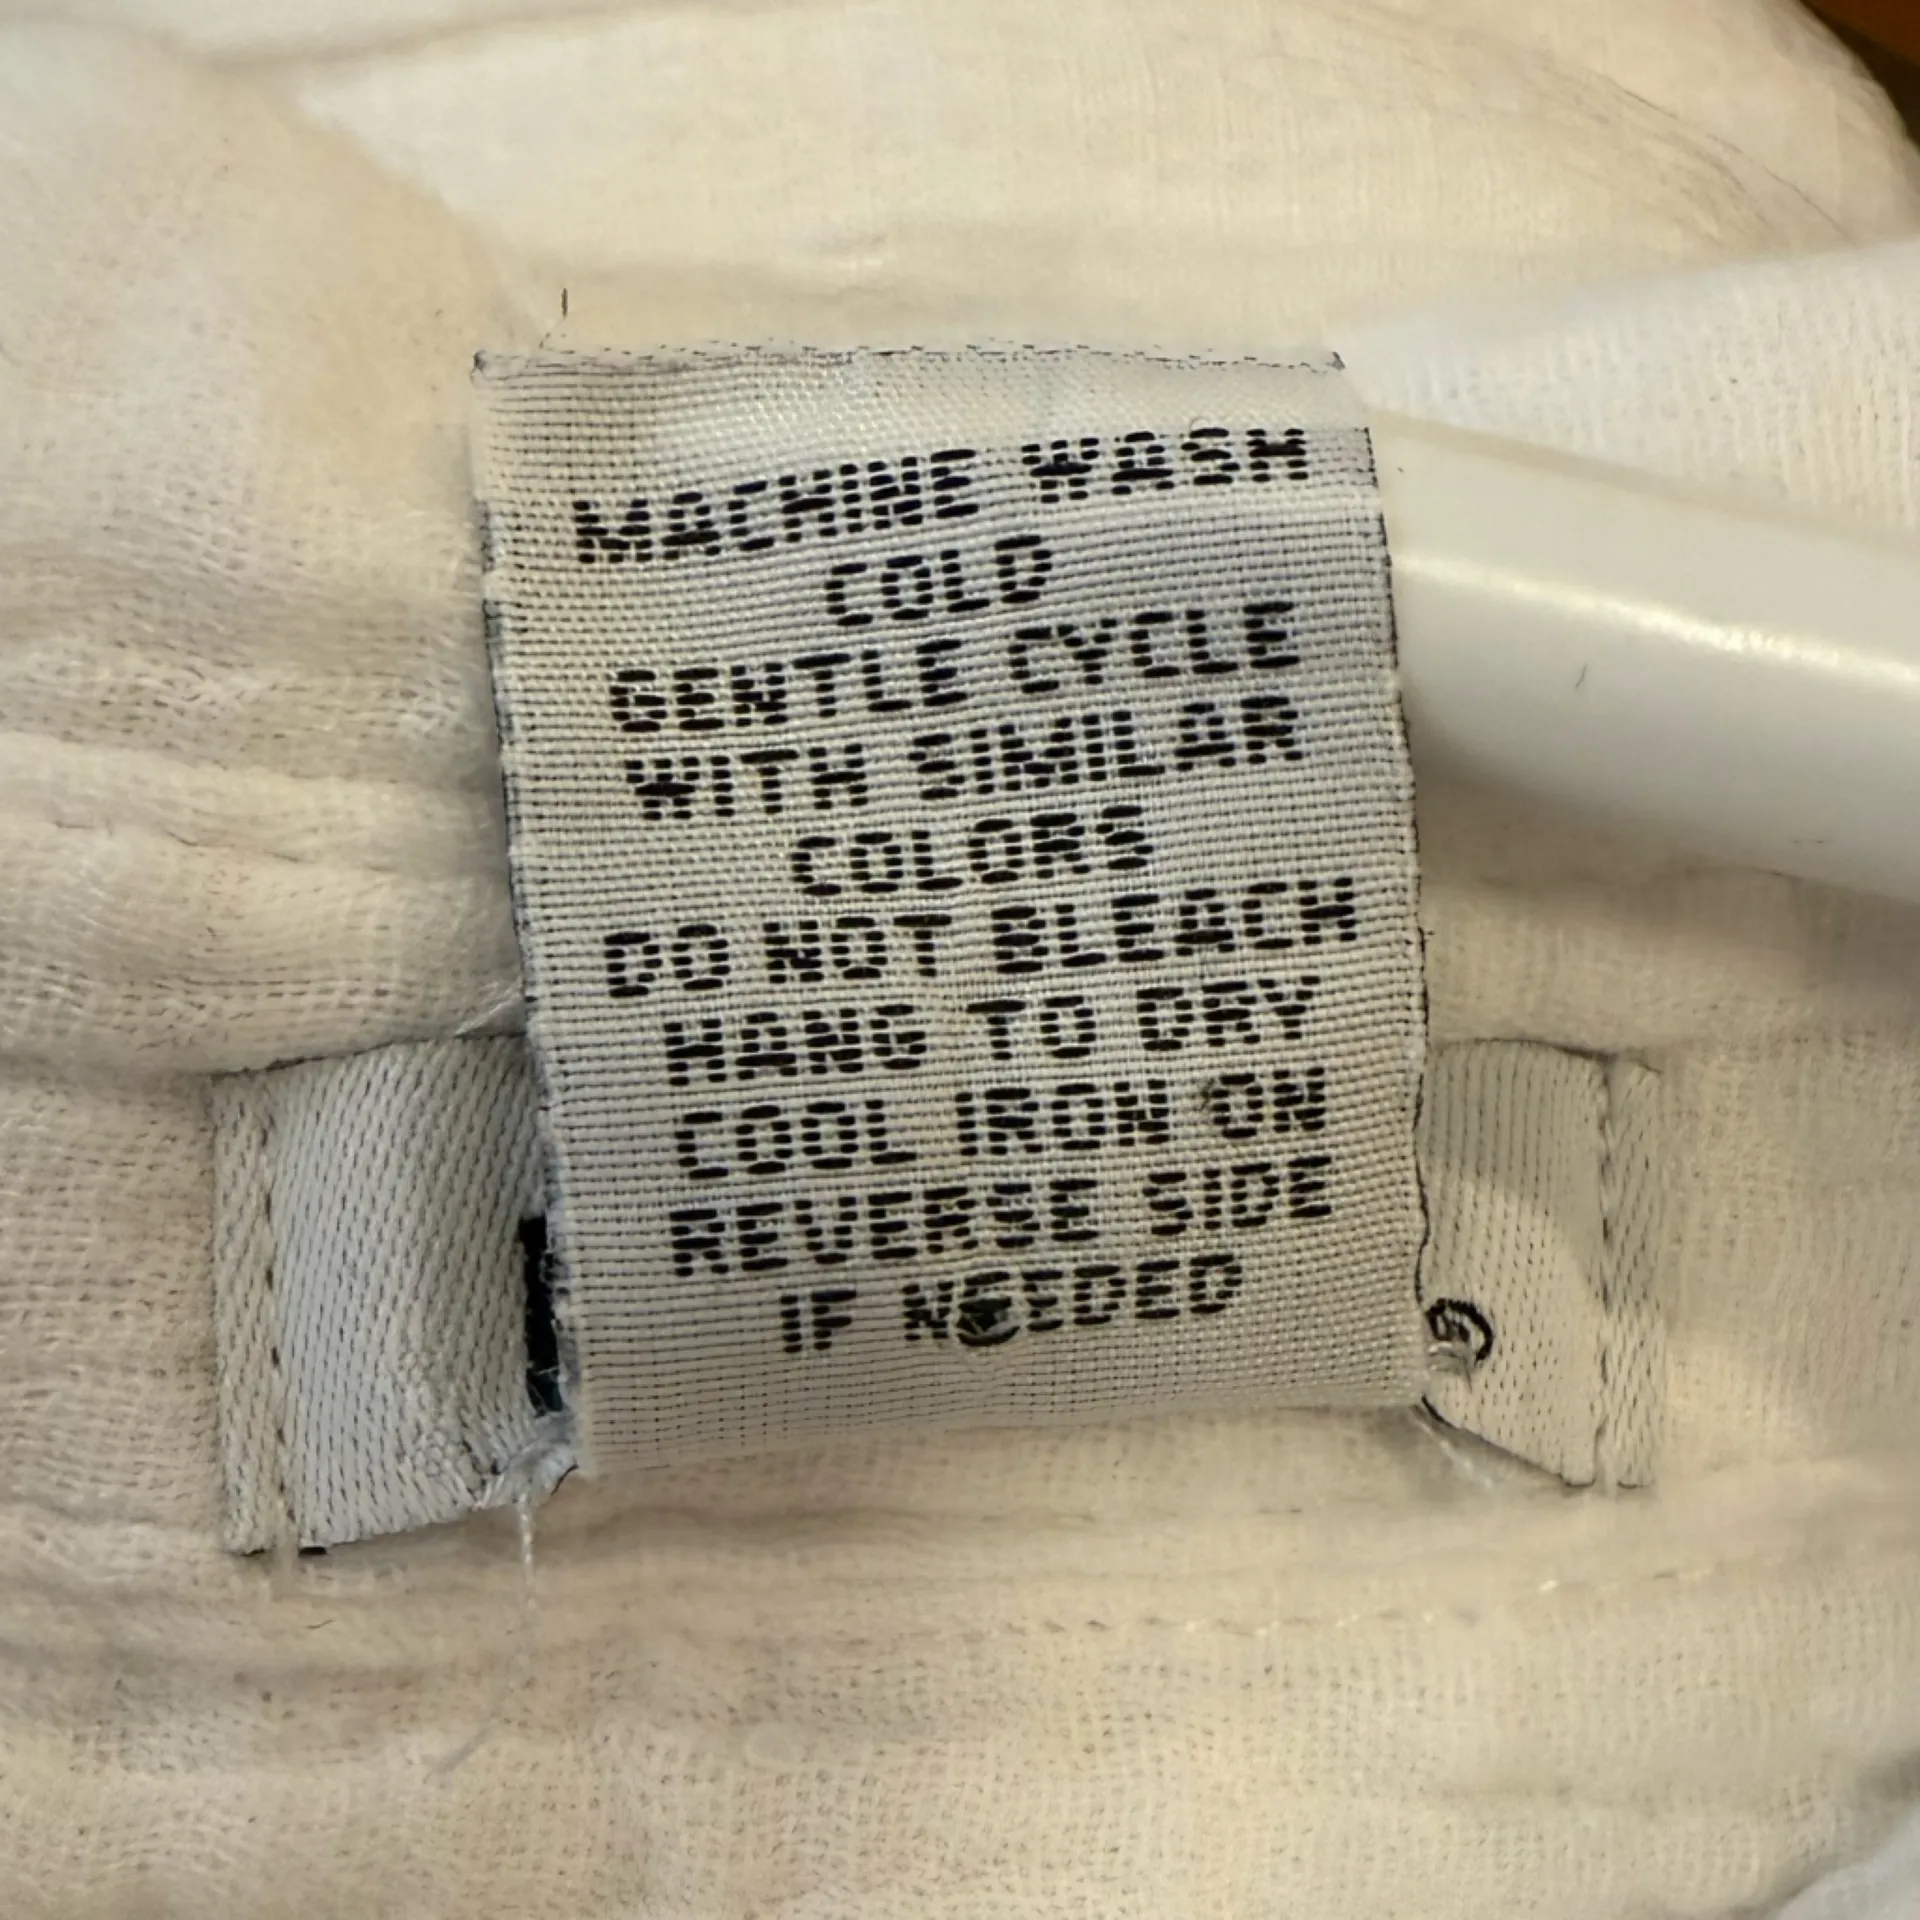 MACHINE WASH
COLD
GENTLE CYCLE
WITH SIMILAR
COLORS
DO NOT BLEACH
HANG TO DRY
COOL IRON ON
REVERSE SIDE
IF NEEDED